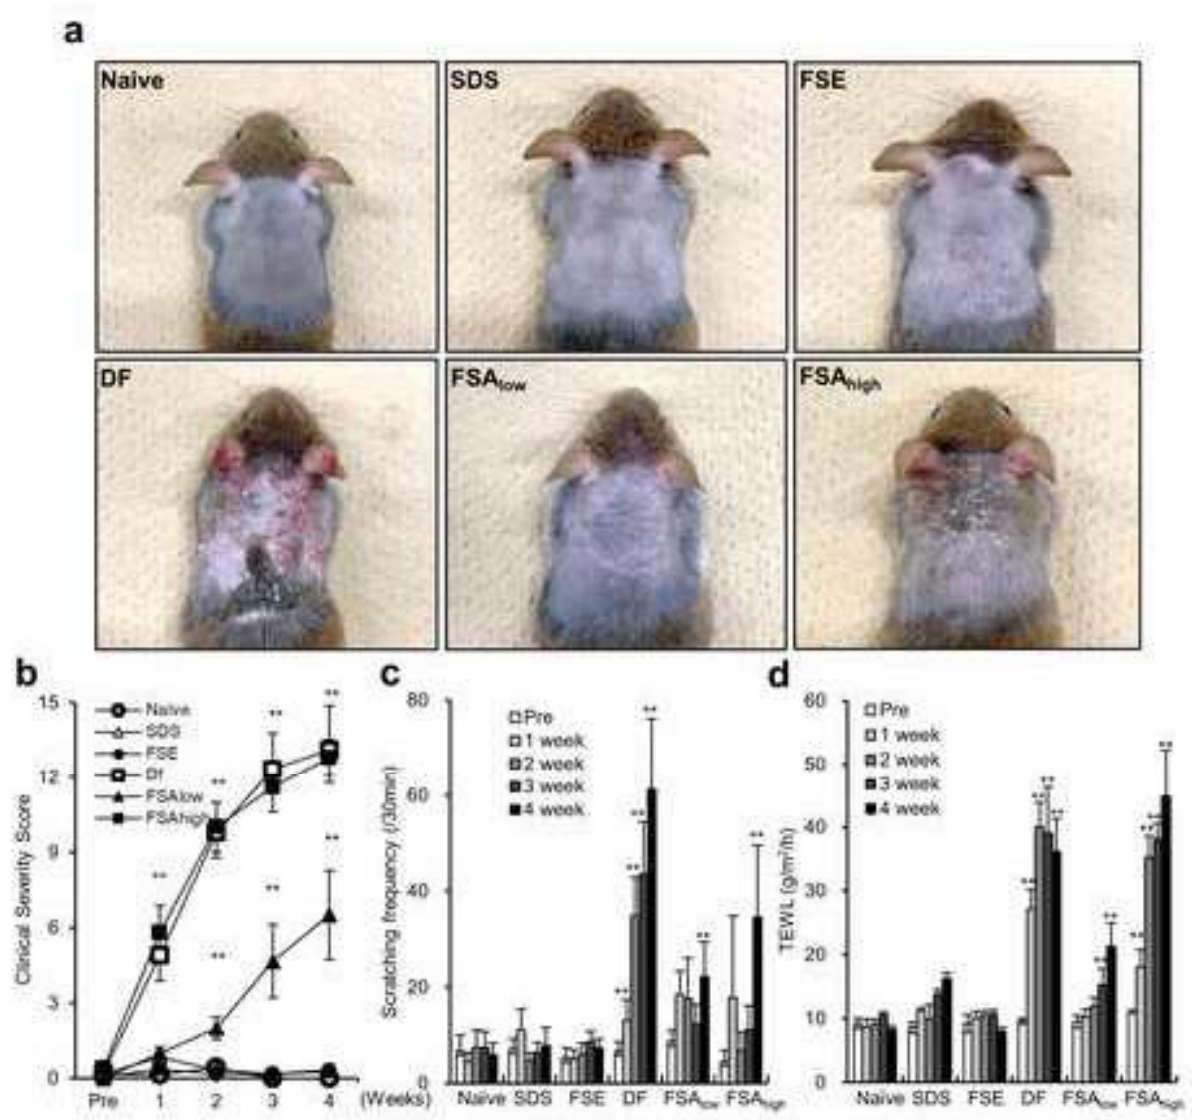 a
Naive
SDS
FSE
DF
FSAlow
FSAhigh
b
15
12
9
6
3
0
Clinical Severity Score
Naive
SDS
FSE
Df
FSAlow
FSAhigh
**
**
**
**
**
**
**
Pre
1
2
3
4
(Weeks)
c
80
60
40
20
0
Scratching frequency (/30min)
Pre
1 week
2 week
3 week
4 week
**
**
**
**
**
Naive SDS FSE DF FSAlow FSAhigh
d
60
50
40
30
20
10
0
TEWL (g/m²/h)
Pre
1 week
2 week
3 week
4 week
**
**
**
**
**
**
**
**
**
**
Naive SDS FSE DF FSAlow FSAhigh